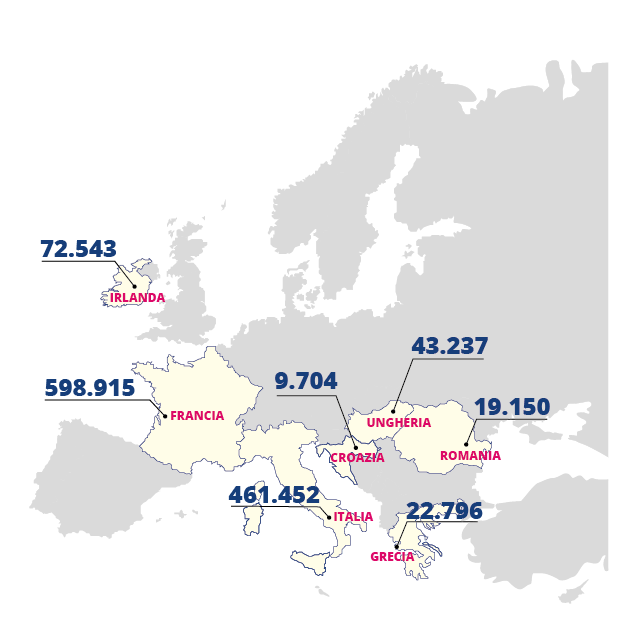 72.543
IRLANDA
43.237
598.915
9.704
19.150
FRANCIA
UNGHERIA
CROAZIA
ROMANIA
461.452
ITALIA
22.796
GRECIA